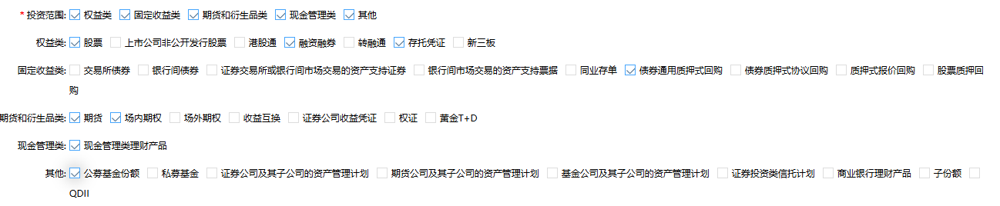 * 投资范围: 权益类 固定收益类 期货和衍生品类 现金管理类 其他
权益类: 股票 上市公司非公开发行股票 港股通 融资融券 转融通 存托凭证 新三板
固定收益类: 交易所债券 银行间债券 证券交易所或银行间市场交易的资产支持证券 银行间市场交易的资产支持票据 同业存单 债券通用质押式回购 债券质押式协议回购 质押式报价回购 股票质押回
购
期货和衍生品类: 期货 场内期权 场外期权 收益互换 证券公司收益凭证 权证 黄金T+D
现金管理类: 现金管理类理财产品
其他: 公募基金份额 私募基金 证券公司及其子公司的资产管理计划 期货公司及其子公司的资产管理计划 基金公司及其子公司的资产管理计划 证券投资类信托计划 商业银行理财产品 子份额
QDII